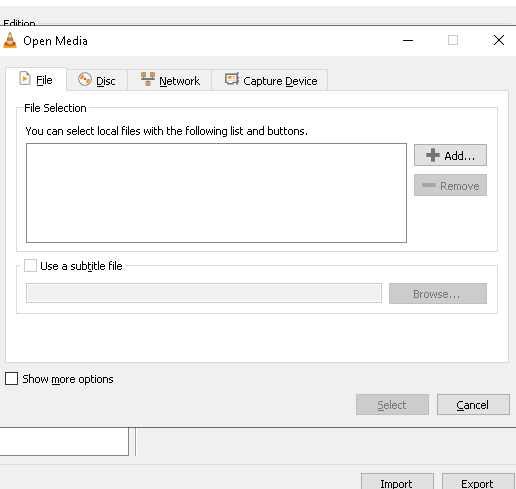 Edition
Open Media
File
Disc
Network
Capture Device
File Selection
You can select local files with the following list and buttons.
Add...
Remove
Use a subtitle file
Browse...
Show more options
Select
Cancel
Import
Export